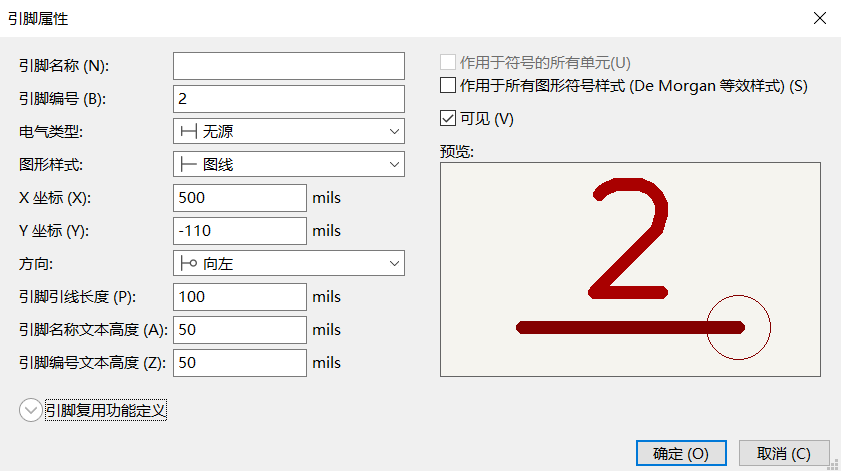 引脚属性
引脚名称 (N):
引脚编号 (B): 2
电气类型: 无源
图形样式: 图线
X 坐标 (X): 500 mils
Y 坐标 (Y): -110 mils
方向: 向左
引脚引线长度 (P): 100 mils
引脚名称文本高度 (A): 50 mils
引脚编号文本高度 (Z): 50 mils
引脚复用功能定义
作用于符号的所有单元(U)
作用于所有图形符号样式 (De Morgan 等效样式) (S)
可见 (V)
预览:
2
确定 (O) 取消 (C)